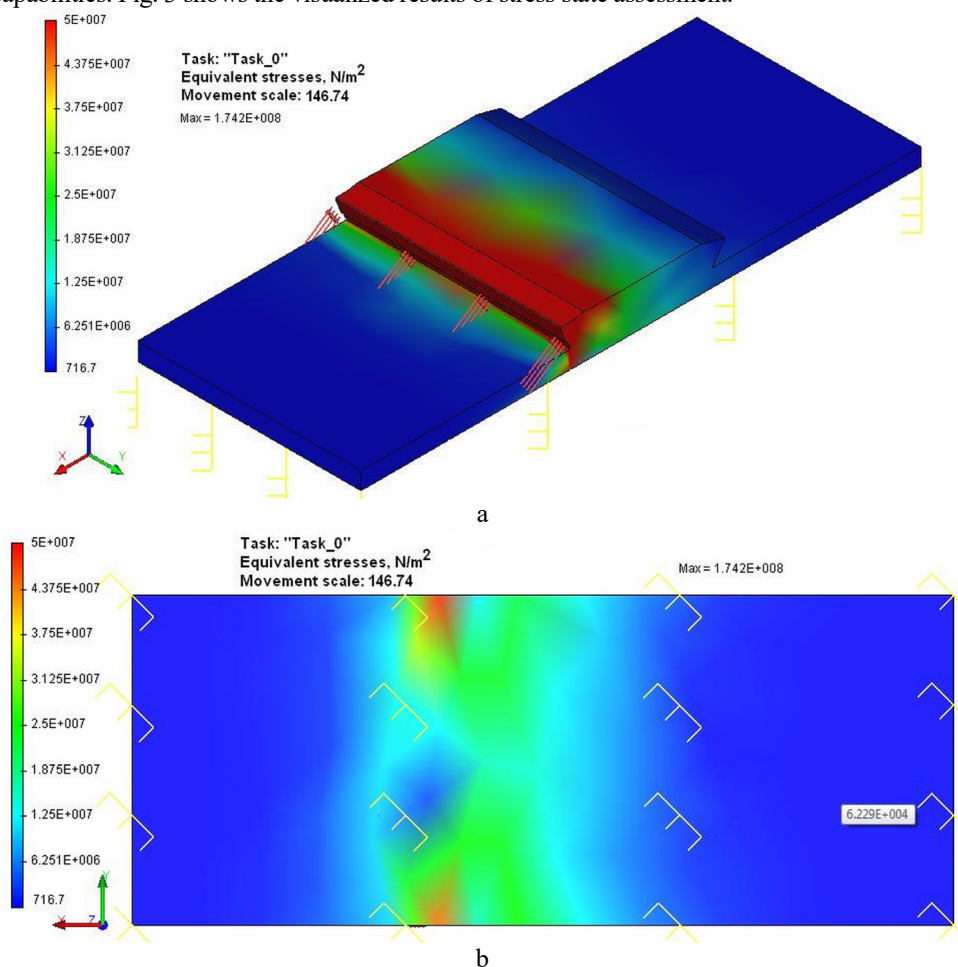 capabilities. Fig. 3 shows the visualized results of stress state assessment.
5E+007
4.375E+007
3.75E+007
3.125E+007
2.5E+007
1.875E+007
1.25E+007
6.251E+006
716.7
Task: "Task_0"
Equivalent stresses, N/m2
Movement scale: 146.74
Max = 1.742E+008
Z
X
Y
a
5E+007
4.375E+007
3.75E+007
3.125E+007
2.5E+007
1.875E+007
1.25E+007
6.251E+006
716.7
Task: "Task_0"
Equivalent stresses, N/m2
Movement scale: 146.74
Max = 1.742E+008
6.229E+004
Y
X
Z
b